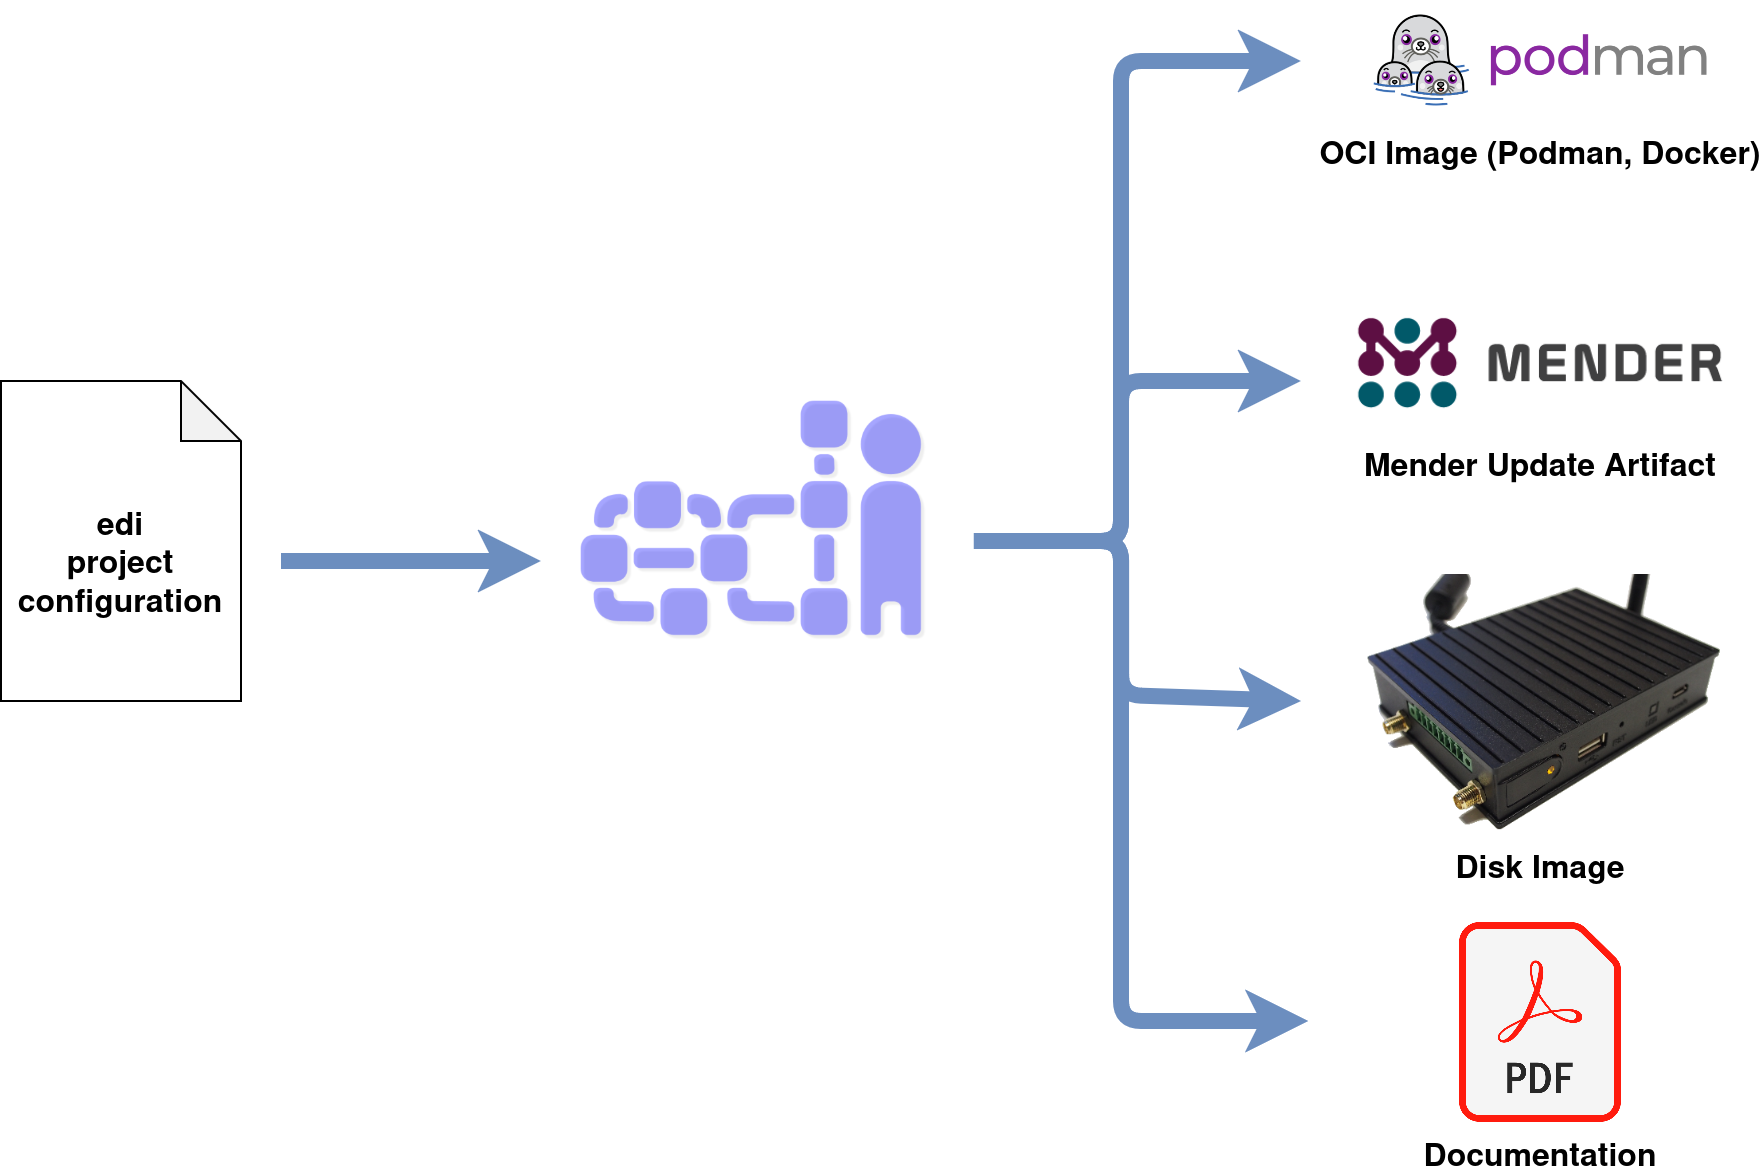 edi
project
configuration
podman
OCI Image (Podman, Docker)
MENDER
Mender Update Artifact
Disk Image
PDF
Documentation